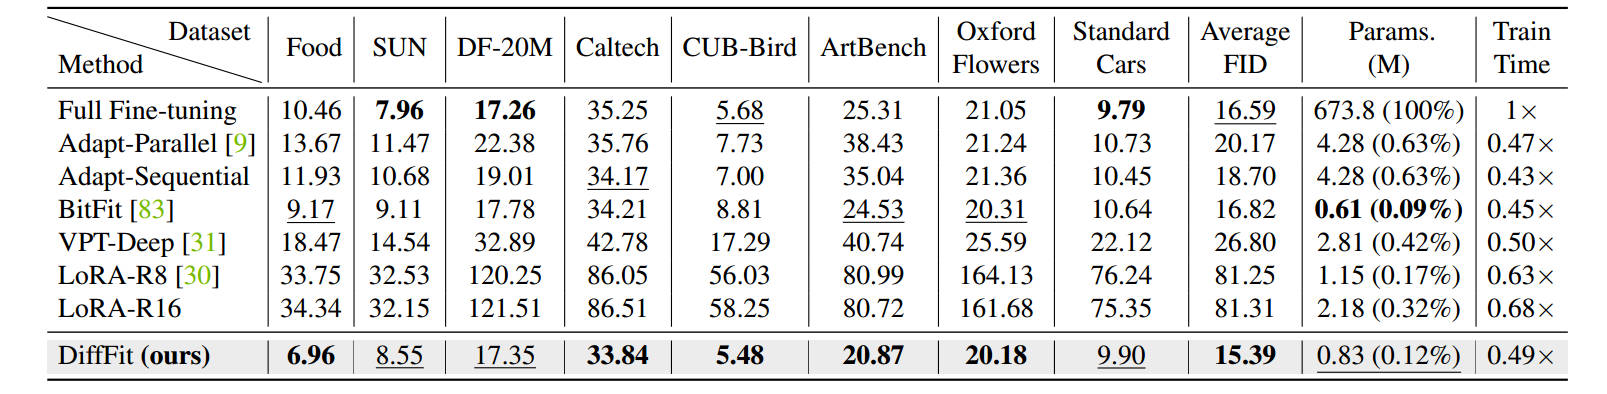 Dataset
Method Food SUN DF-20M Caltech CUB-Bird ArtBench Oxford Flowers Standard Cars Average FID Params. (M) Train Time
Full Fine-tuning 10.46 7.96 17.26 35.25 5.68 25.31 21.05 9.79 16.59 673.8 (100%) 1×
Adapt-Parallel [9] 13.67 11.47 22.38 35.76 7.73 38.43 21.24 10.73 20.17 4.28 (0.63%) 0.47×
Adapt-Sequential 11.93 10.68 19.01 34.17 7.00 35.04 21.36 10.45 18.70 4.28 (0.63%) 0.43×
BitFit [83] 9.17 9.11 17.78 34.21 8.81 24.53 20.31 10.64 16.82 0.61 (0.09%) 0.45×
VPT-Deep [31] 18.47 14.54 32.89 42.78 17.29 40.74 25.59 22.12 26.80 2.81 (0.42%) 0.50×
LoRA-R8 [30] 33.75 32.53 120.25 86.05 56.03 80.99 164.13 76.24 81.25 1.15 (0.17%) 0.63×
LoRA-R16 34.34 32.15 121.51 86.51 58.25 80.72 161.68 75.35 81.31 2.18 (0.32%) 0.68×
DiffFit (ours) 6.96 8.55 17.35 33.84 5.48 20.87 20.18 9.90 15.39 0.83 (0.12%) 0.49×